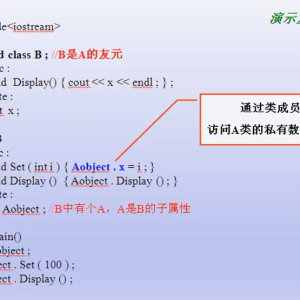 演示
de<iostream>
d class B ; //B是A的友元
c :
d Display() { cout << x << endl ; } ;
te :
t x ;
通过类成员
访问A类的私有数
B
c :
d Set ( int i ) { Aobject . x = i ; }
d Display () { Aobject . Display () ; }
te :
Aobject ; //B中有个A，A是B的子属性
ain()
bject ;
ect . Set ( 100 ) ;
ect . Display () ;